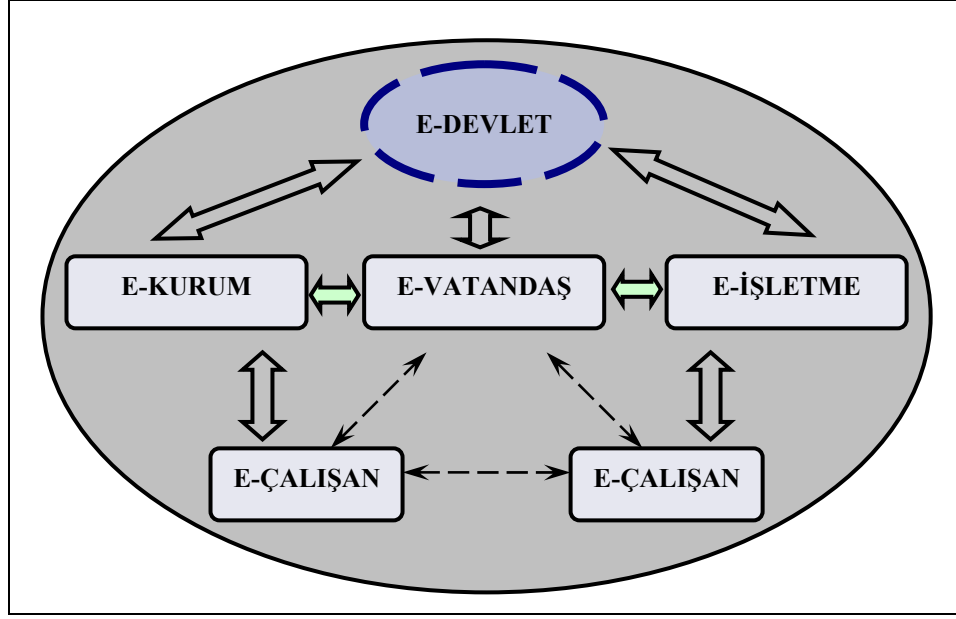 E-DEVLET
E-KURUM
E-VATANDAŞ
E-İŞLETME
E-ÇALIŞAN
E-ÇALIŞAN